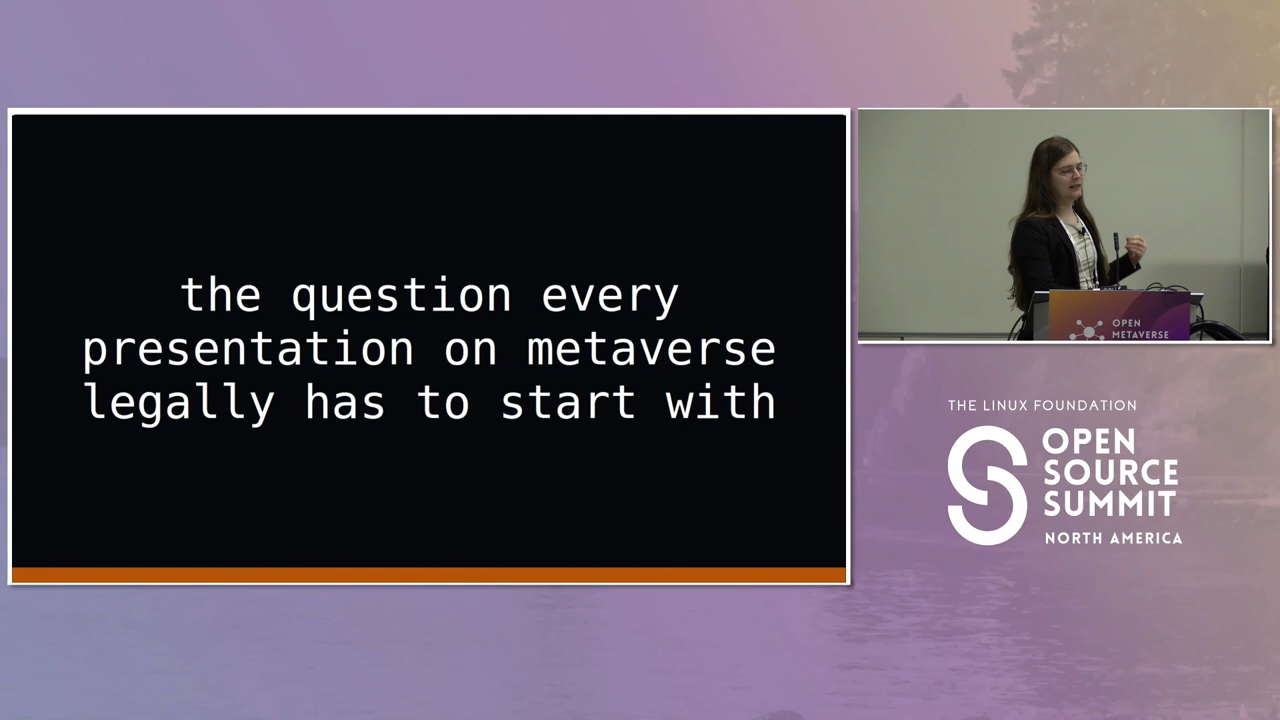 the question every
presentation on metaverse
legally has to start with
OPEN
METAVERSE
THE LINUX FOUNDATION
OPEN
SOURCE
SUMMIT
NORTH AMERICA